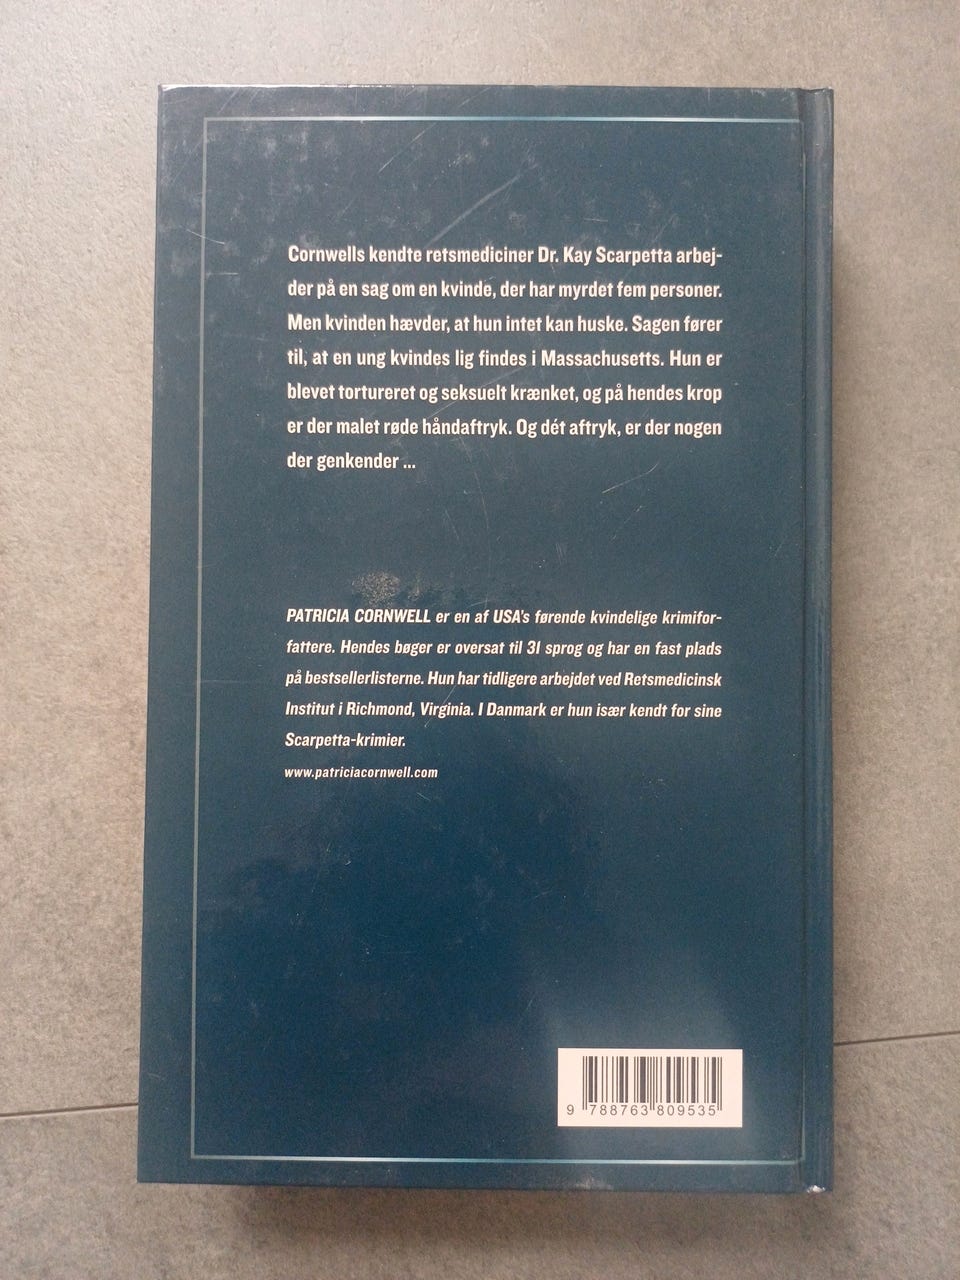 Cornwells kendte retsmediciner Dr. Kay Scarpetta arbej-
der på en sag om en kvinde, der har myrdet fem personer.
Men kvinden hævder, at hun intet kan huske. Sagen fører
til, at en ung kvindes lig findes i Massachusetts. Hun er
blevet tortureret og seksuelt krænket, og på hendes krop
er der malet røde håndaftryk. Og dét aftryk, er der nogen
der genkender ...
PATRICIA CORNWELL er en af USA's førende kvindelige krimifor-
fattere. Hendes bøger er oversat til 31 sprog og har en fast plads
på bestsellerlisterne. Hun har tidligere arbejdet ved Retsmedicinsk
Institut i Richmond, Virginia. I Danmark er hun især kendt for sine
Scarpetta-krimier.
www.patriciacornwell.com
9 788763 809535